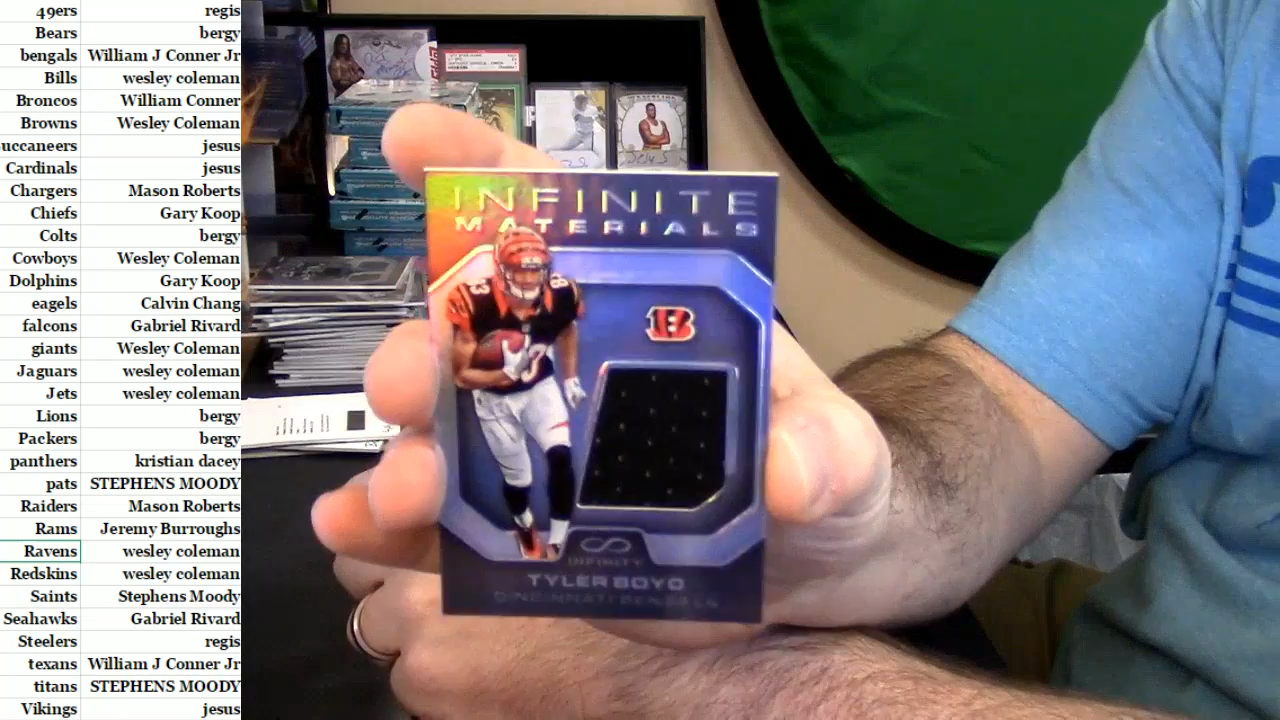 49ers regis
Bears bergy
bengals William J Conner Jr
Bills wesley coleman
Broncos William Conner
Browns Wesley Coleman
uccaneers jesus
Cardinals jesus
Chargers Mason Roberts
Chiefs Gary Koop
Colts bergy
Cowboys Wesley Coleman
Dolphins Gary Koop
eagels Calvin Chang
falcons Gabriel Rivard
giants Wesley Coleman
Jaguars wesley coleman
Jets wesley coleman
Lions bergy
Packers bergy
panthers kristian dacey
pats STEPHENS MOODY
Raiders Mason Roberts
Rams Jeremy Burroughs
Ravens wesley coleman
Redskins wesley coleman
Saints Stephens Moody
Seahawks Gabriel Rivard
Steelers regis
texans William J Conner Jr
titans STEPHENS MOODY
Vikings jesus
INFINITE
MATERIALS
83
B
INFINITY
TYLER BOYD
CINCINNATI BENGALS